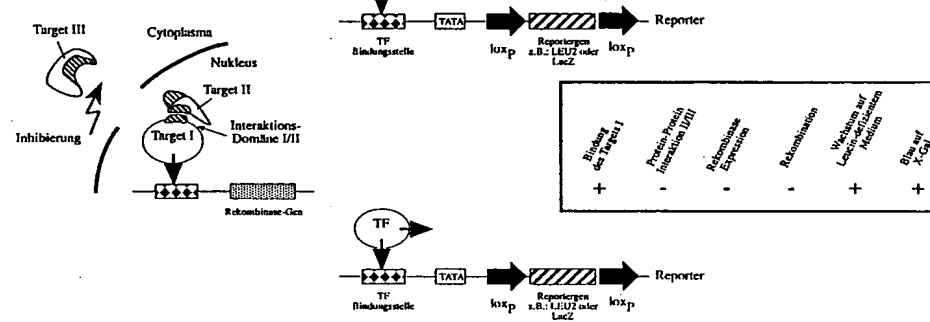 Target III
Cytoplasma
Nukleus
Target II
Inhibierung
Target I
Interaktions-
Domäne I/II
Rekombinase-Gen
TF
Bindungsstelle
TATA
loxP
Reportergen
z.B.: LEU2 oder
LacZ
loxP
Reporter
Bindung
des Targets I
Protein-Protein
Interaktion II/III
Rekombinase
Expression
Rekombination
Wachstum auf
Leucin-defizientem
Medium
Blau auf
X-Gal
+ - - - + +
TF
TF
Bindungsstelle
TATA
loxP
Reportergen
z.B.: LEU2 oder
LacZ
loxP
Reporter